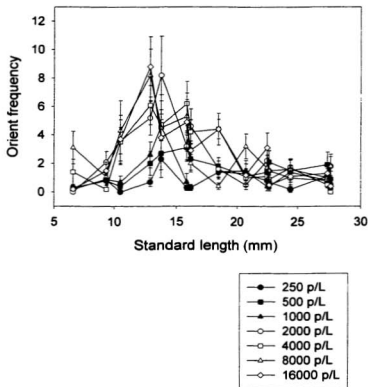 12
10
8
6
4
2
0
Orient frequency
5 10 15 20 25 30
Standard length (mm)
250 p/L
500 p/L
1000 p/L
2000 p/L
4000 p/L
8000 p/L
16000 p/L